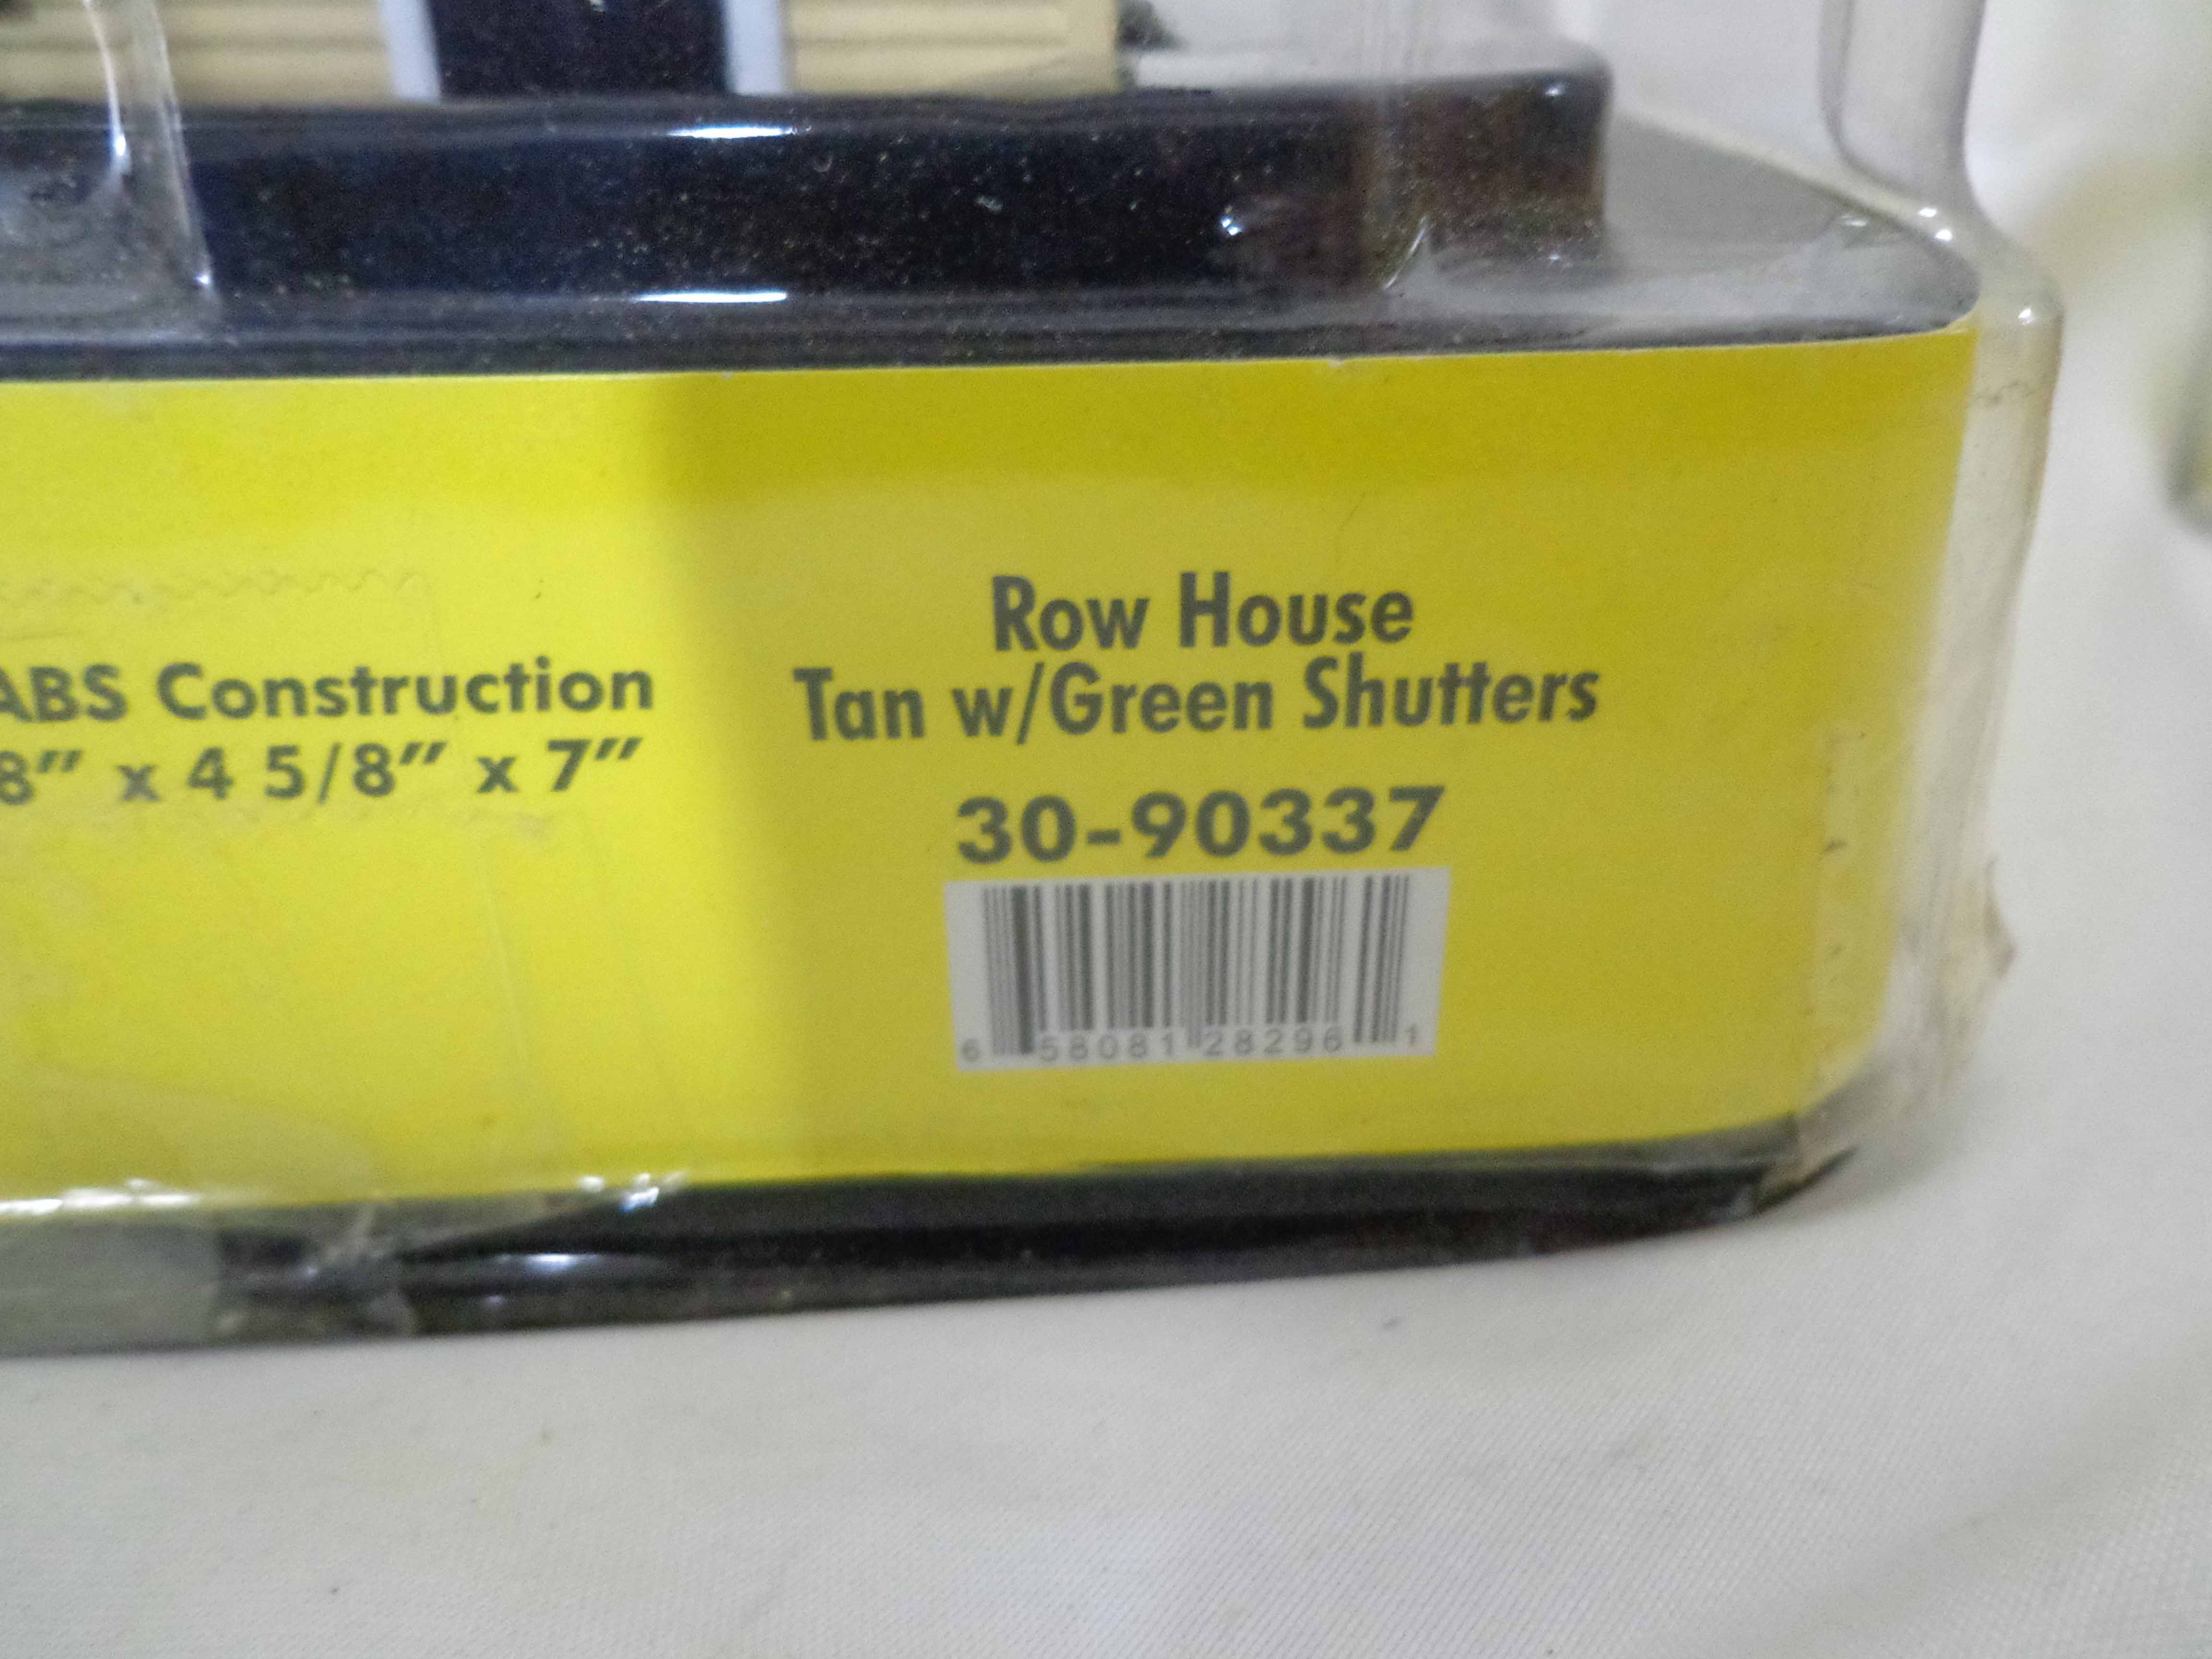 ABS Construction
8" x 4 5/8" x 7"
Row House
Tan w/Green Shutters
30-90337
6 58081 28296 1